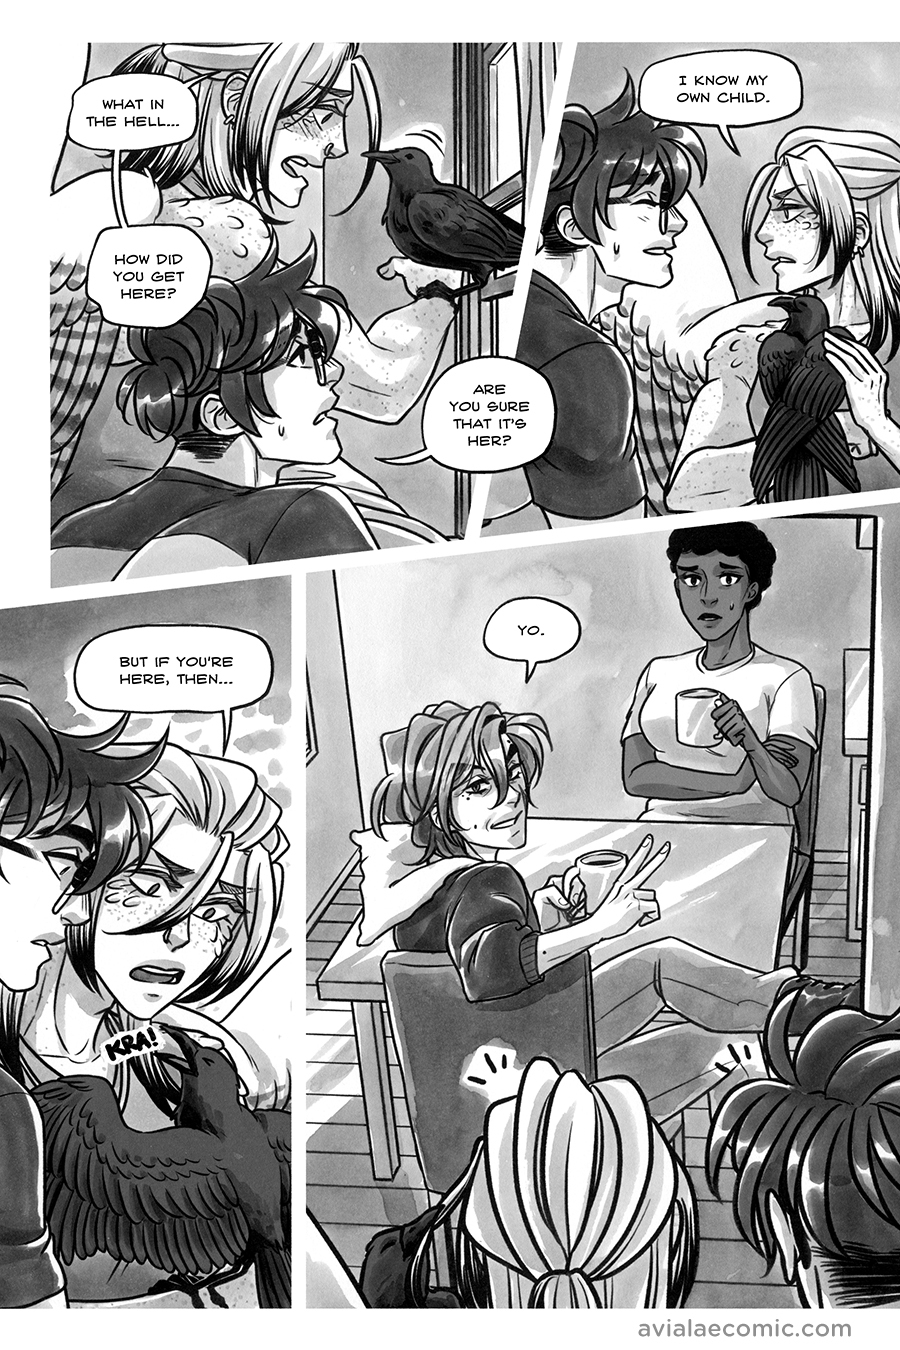 WHAT IN
THE HELL...
HOW DID
YOU GET
HERE?
ARE
YOU SURE
THAT IT'S
HER?
I KNOW MY
OWN CHILD.
BUT IF YOU'RE
HERE, THEN...
KRA!
YO.
avialaecomic.com